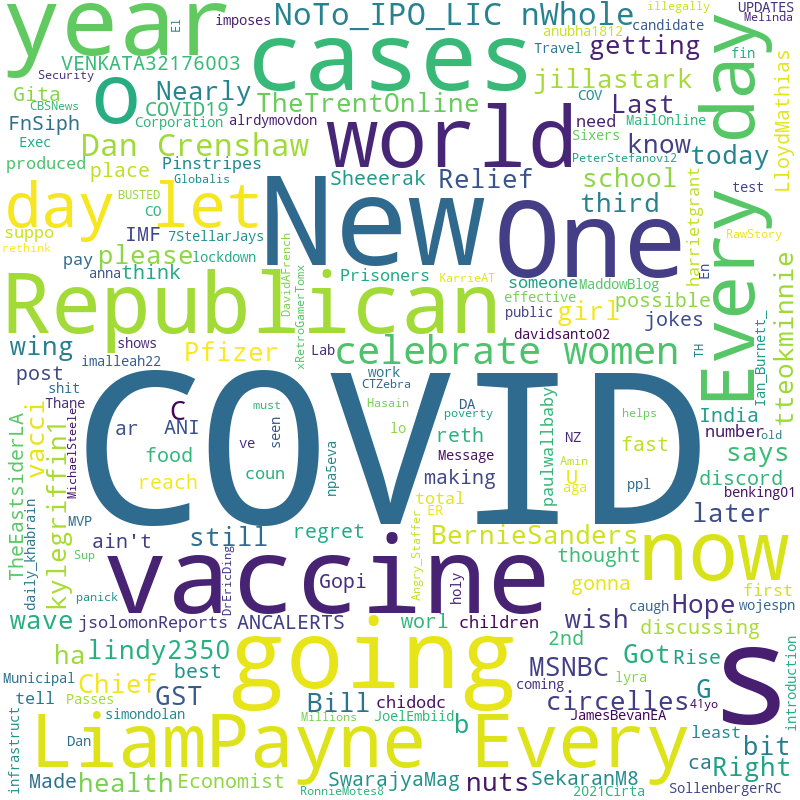 year
o
cases
NoTo_IPO_LIC nWhole
El
imposes
illegally
UPDATES
Melinda
candidate
anubha1812
Travel
getting
fin
VENKATA32176003
Security
CBSNews
Gita
Nearly
COVID19
jillastark
TheTrentOnline
Last
COV
MailOnline
need
Sixers
know
today
LloydMathias
day
FnSiph
Corporation
alrdymovdon
Exec
Dan Crenshaw
world
PeterStefanovi2
produced
place
Pinstripes
Globalis
Sheeerak
Relief
school
third
test
harrietgrant
RawStory
BUSTED
CO
suppo
rethink
day
let
New
One
Every
IMF
7StellarJays
lockdown
please
pay
anna
think
DavidAFrench
xRetroGamerTomx
Prisoners
KarrieAT
someone
MaddowBlog
effective
possible
En
Republican
public
girl
davidsanto02
jokes
TH
Ian_Burnett_
tteokminnie
wing
shows
Pfizer
Lab
celebrate women
imalleah22
post
work
CTZebra
DA
poverty
paulwallbaby
India
shit
Thane
C
Hasain
must
helps
old
vacci
MichaelSteele
ar
ANI
ve
seen
npa5eva
lo
reth
NZ
number
food
Message
Amin
fast
says
TheEastsiderLA
kylegriffin1
reach
coun
making
U
aga
ppl
discord
benking01
COVID
total
ER
later
daily_khabrain
MVP
ain't
still
regret
Angry_Staffer
BernieSanders
now
Sup
vaccine
thought
first
panick
DrEricDing
Gopi
holy
gonna
caugh
wojespn
wave
jsolomonReports
ANCALERTS
worl
children
wish
Hope
discussing
ha
lindy2350
going
2nd
Got
Rise
s
introduction
best
MSNBC
lyra
G
Municipal
Chief
GST
coming
circelles
41yo
tell
Passes
Bill
chidodc
JamesBevanEA
infrastruct
simondolan
Millions
JoelEmbiid
b
least
bit
Dan
LiamPayne Every
ca
Right
Made
health
Economist
SwarajyaMag
nuts
SekaranM8
RonnieMotes8
2021Cirta
SollenbergerRC